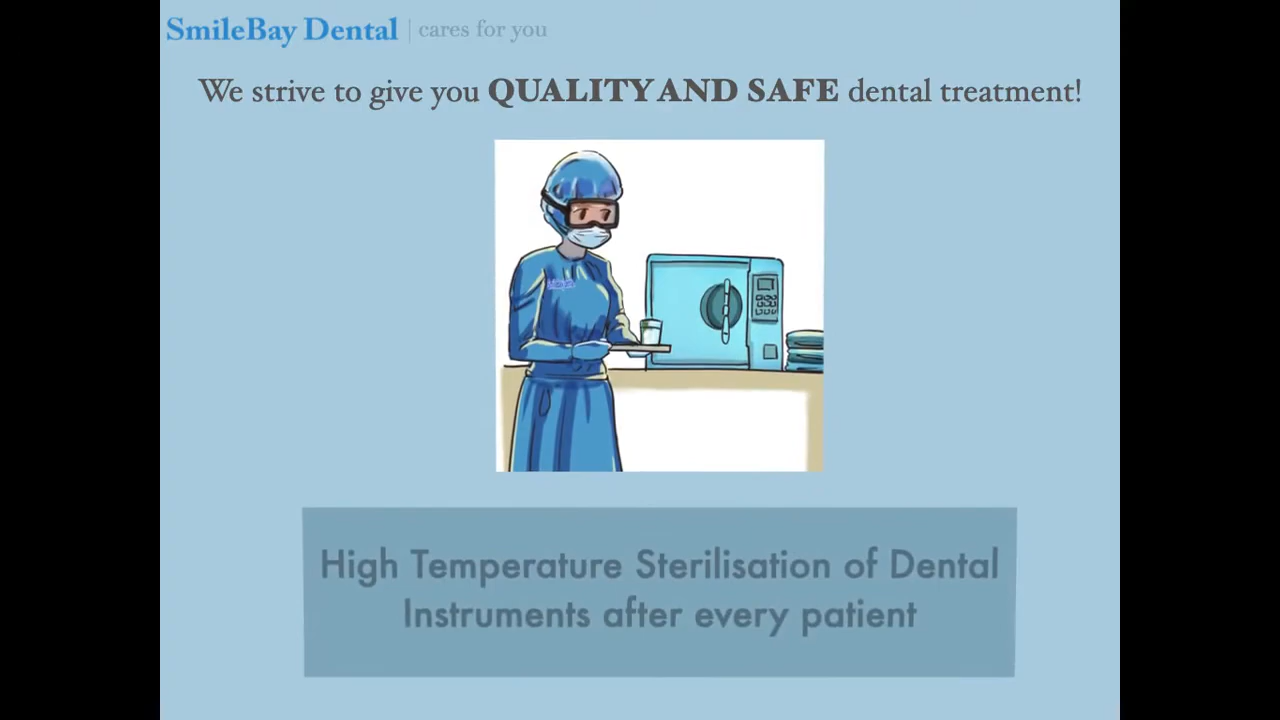 SmileBay Dental | cares for you
We strive to give you QUALITY AND SAFE dental treatment!
High Temperature Sterilisation of Dental
Instruments after every patient